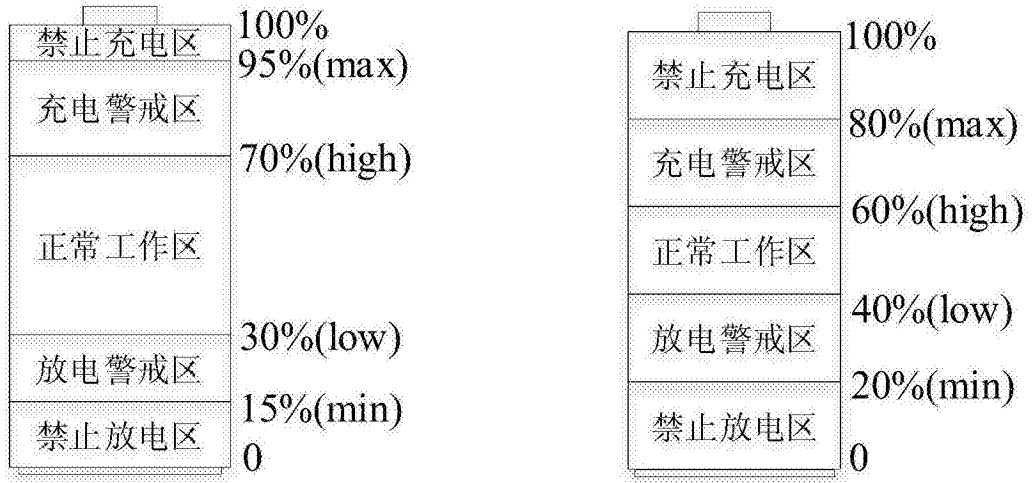 100%
禁止充电区
95%(max)
充电警戒区
70%(high)
正常工作区
30%(low)
放电警戒区
15%(min)
禁止放电区
0
100%
禁止充电区
80%(max)
充电警戒区
60%(high)
正常工作区
40%(low)
放电警戒区
20%(min)
禁止放电区
0